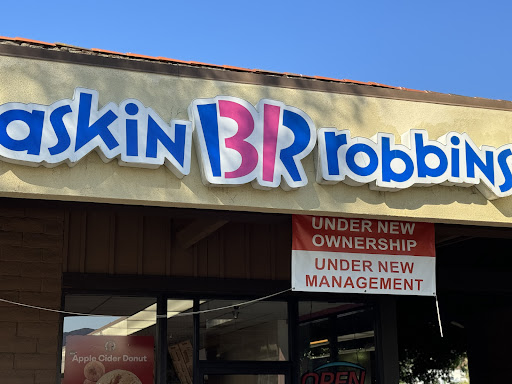 askin BR robbins
UNDER NEW
OWNERSHIP
UNDER NEW
MANAGEMENT
Apple Cider Donut
OPEN